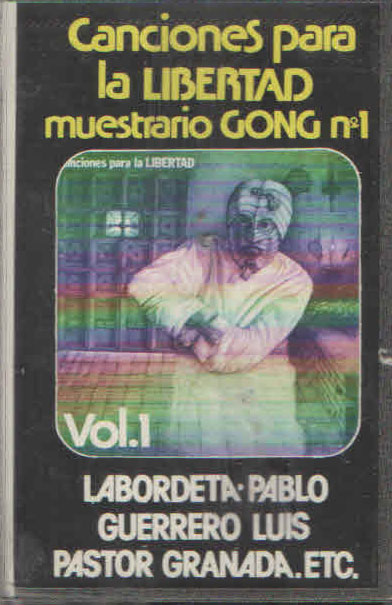 Canciones para
la LIBERTAD
muestrario GONG nº1
anciones para la LIBERTAD
Vol.1
LABORDETA·PABLO
GUERRERO LUIS
PASTOR GRANADA.ETC.